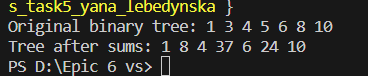 s_task5_yana_lebedynska }
Original binary tree: 1 3 4 5 6 8 10
Tree after sums: 1 8 4 37 6 24 10
PS D:\Epic 6 vs>